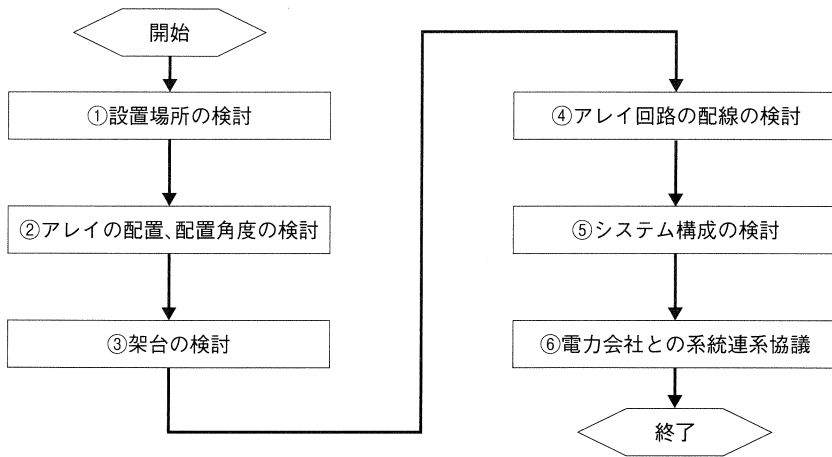 開始
①設置場所の検討
②アレイの配置、配置角度の検討
③架台の検討
④アレイ回路の配線の検討
⑤システム構成の検討
⑥電力会社との系統連系協議
終了